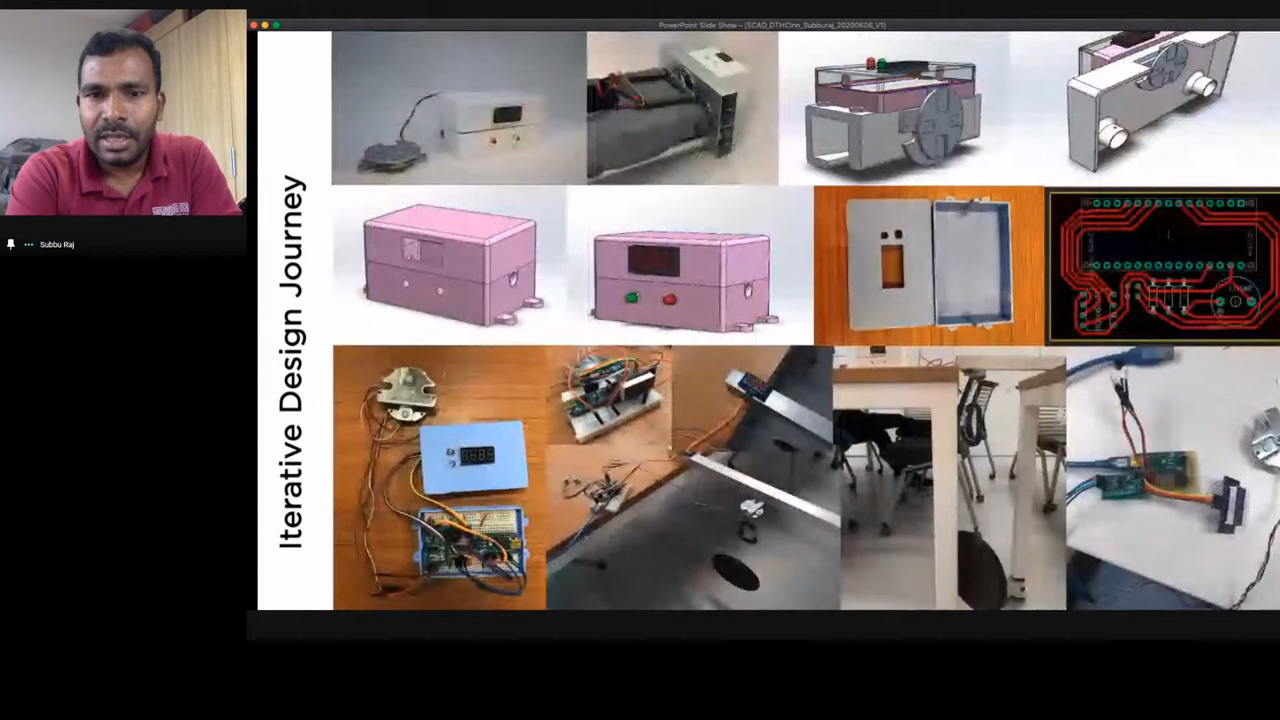 PowerPoint Slide Show - [SCAD_DTHCInn_Subburaj_20200606_V1]
Subbu Raj
Iterative Design Journey